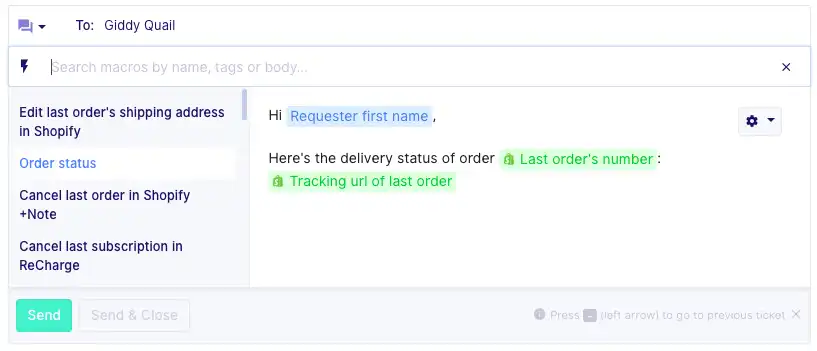 To: Giddy Quail
Search macros by name, tags or body...
Edit last order's shipping address
in Shopify
Order status
Cancel last order in Shopify
+Note
Cancel last subscription in
ReCharge
Hi Requester first name,
Here's the delivery status of order Last order's number:
Tracking url of last order
Send
Send & Close
Press (left arrow) to go to previous ticket